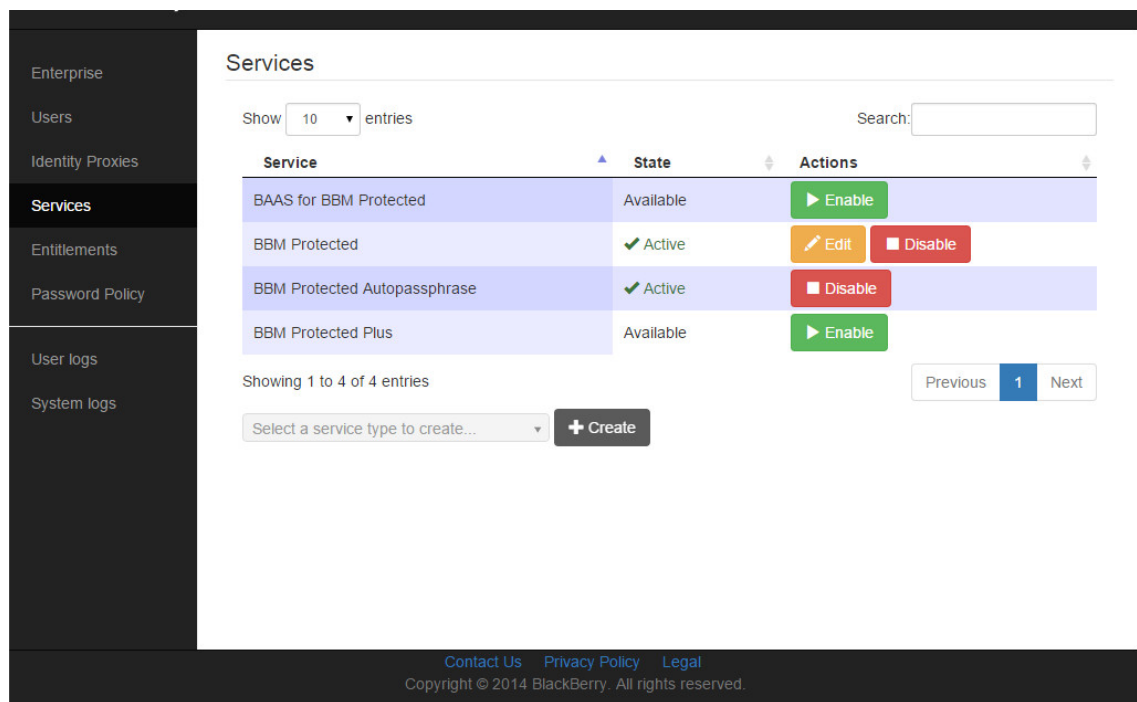 Enterprise
Users
Identity Proxies
Services
Entitlements
Password Policy
User logs
System logs
Services
Show 10 entries
Search:
Service State Actions
BAAS for BBM Protected Available Enable
BBM Protected Active Edit Disable
BBM Protected Autopassphrase Active Disable
BBM Protected Plus Available Enable
Showing 1 to 4 of 4 entries
Previous 1 Next
Select a service type to create... Create
Contact Us Privacy Policy Legal
Copyright © 2014 BlackBerry. All rights reserved.